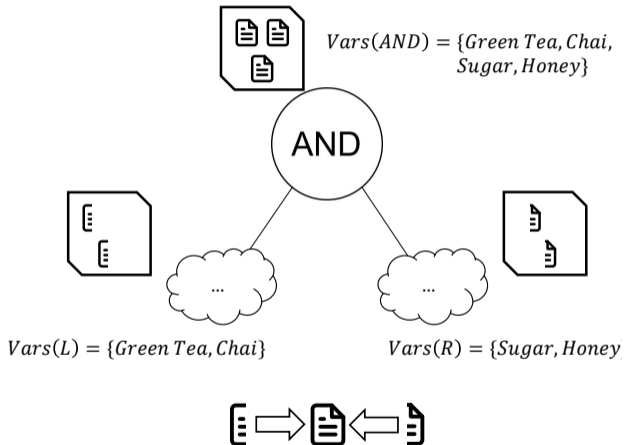 Vars(AND) = {Green Tea, Chai,
Sugar, Honey}
AND
...
...
Vars(L) = {Green Tea, Chai}
Vars(R) = {Sugar, Honey